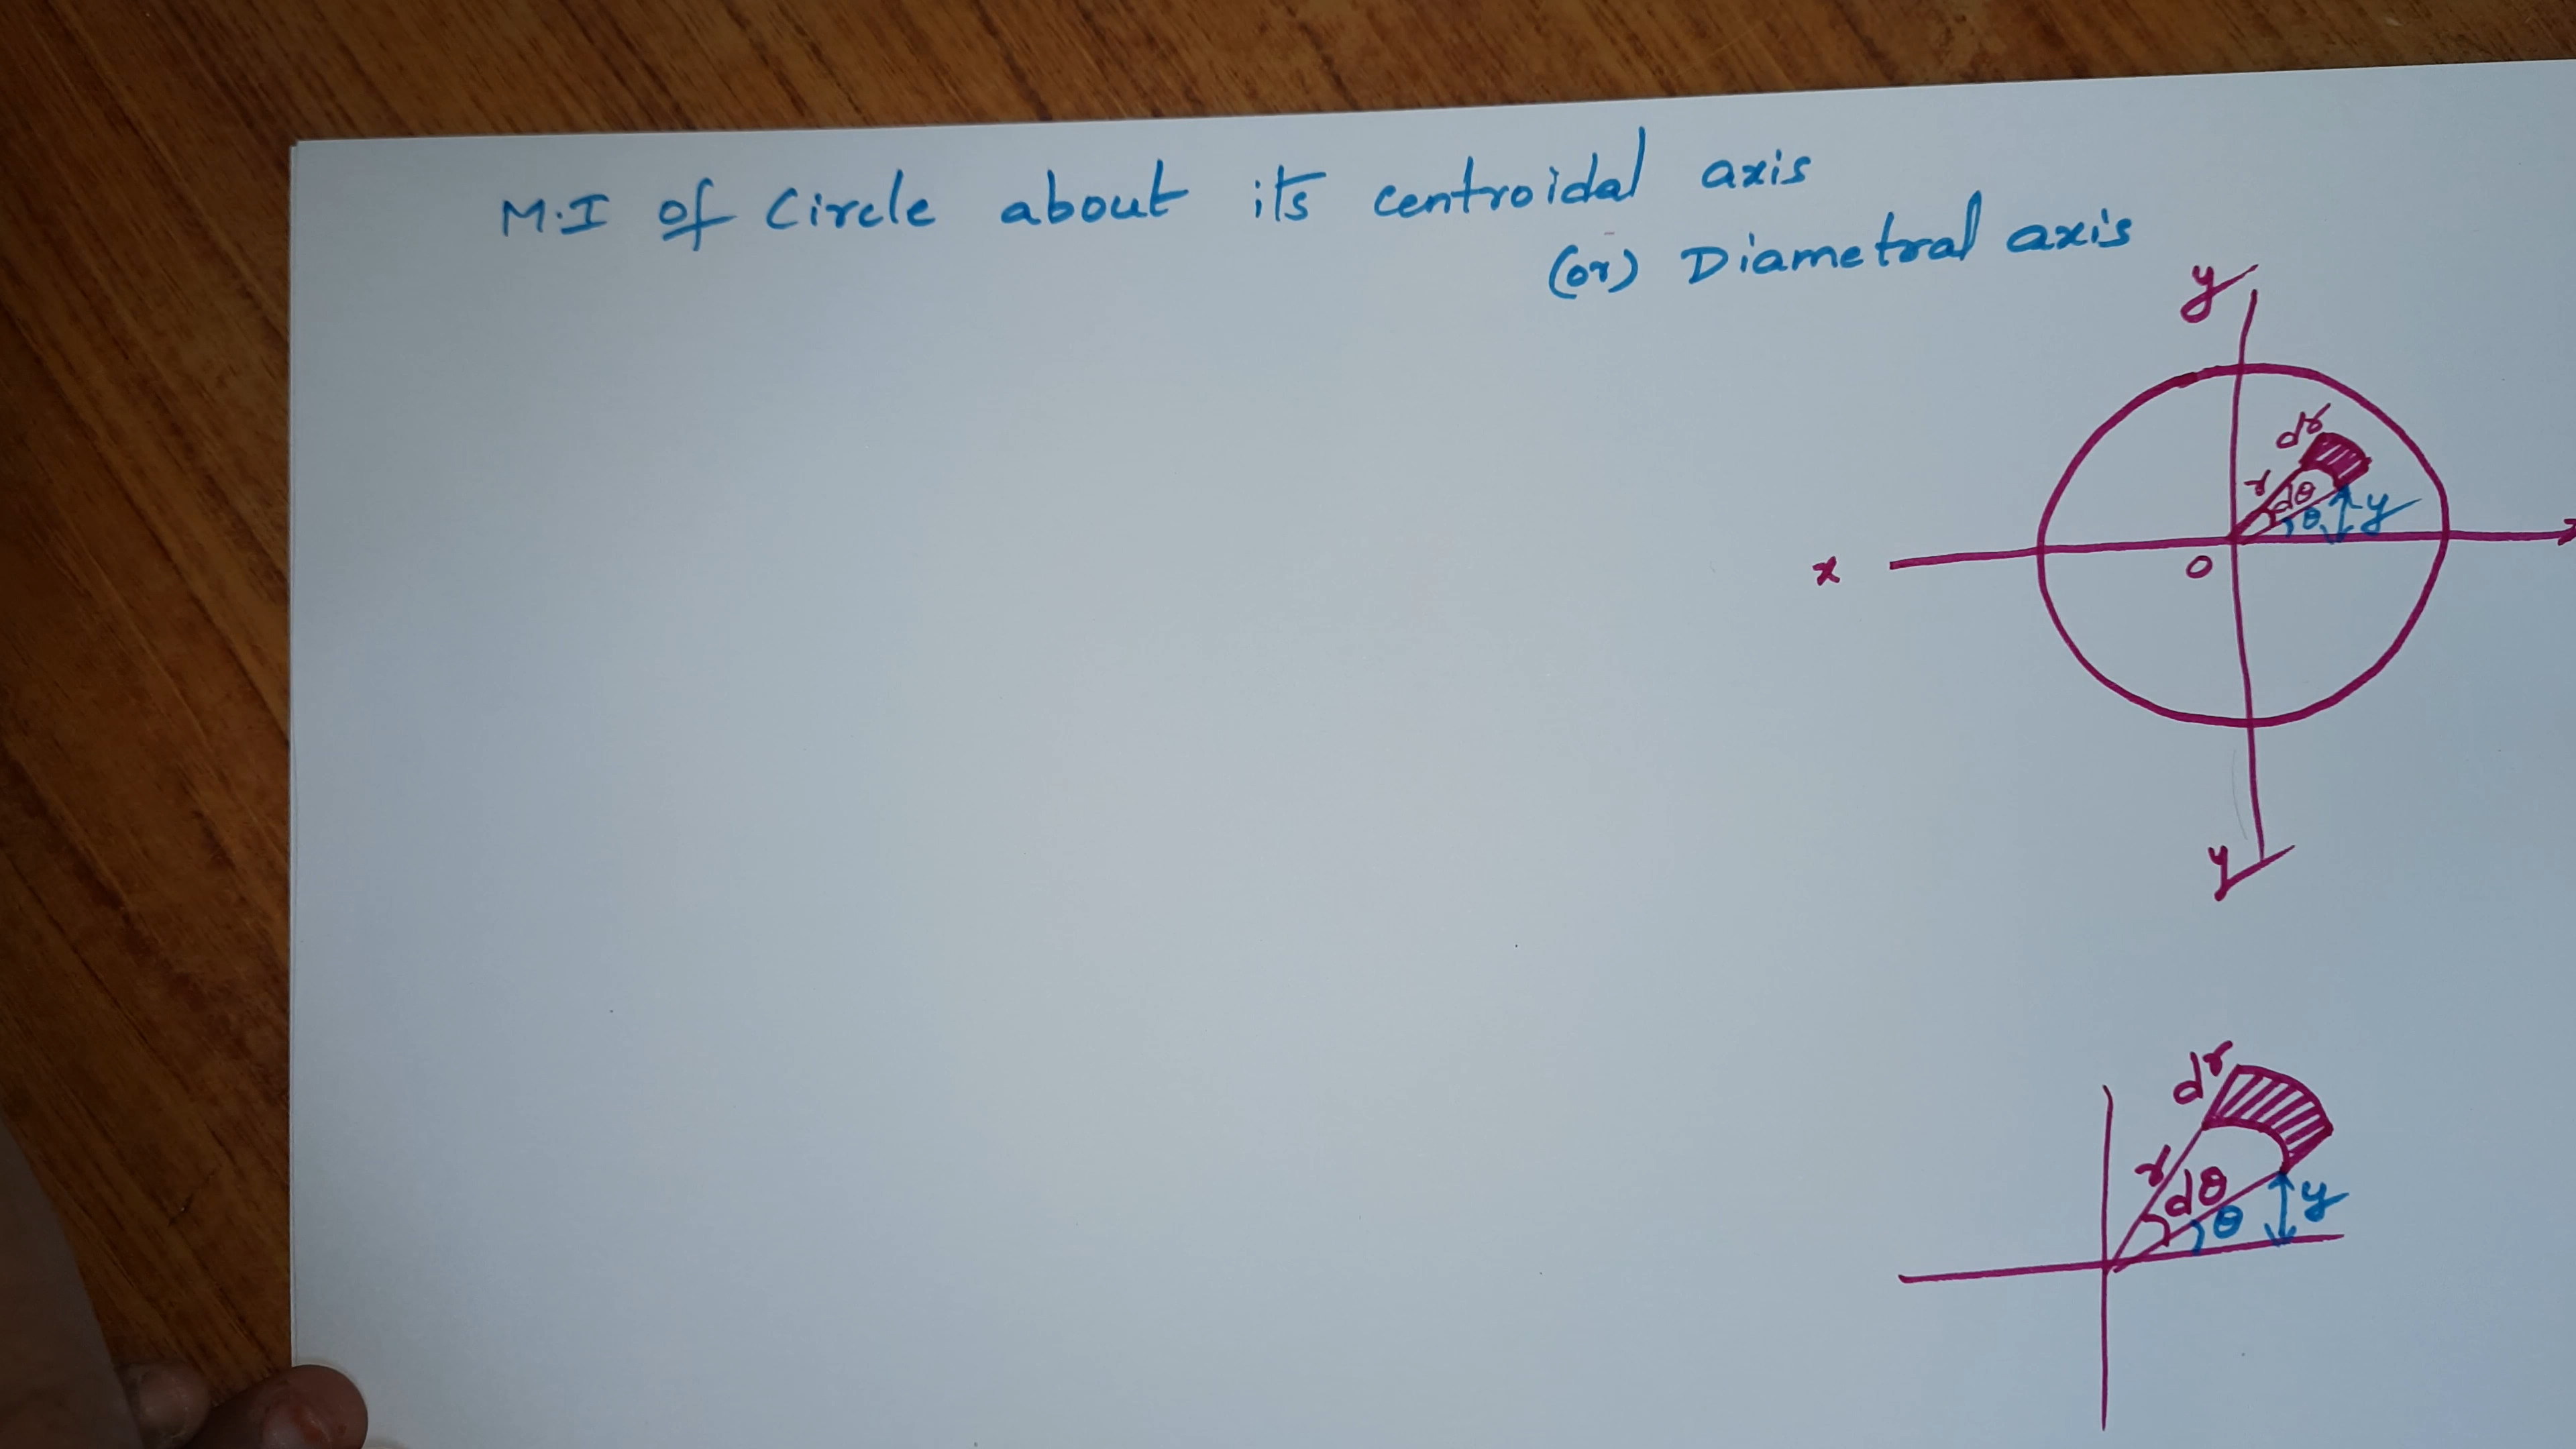 M.I of Circle about its centroidal axis
(or) Diametral axis
y
dr
r
dθ
θ
y
x
O
y
dr
r
dθ
θ
y